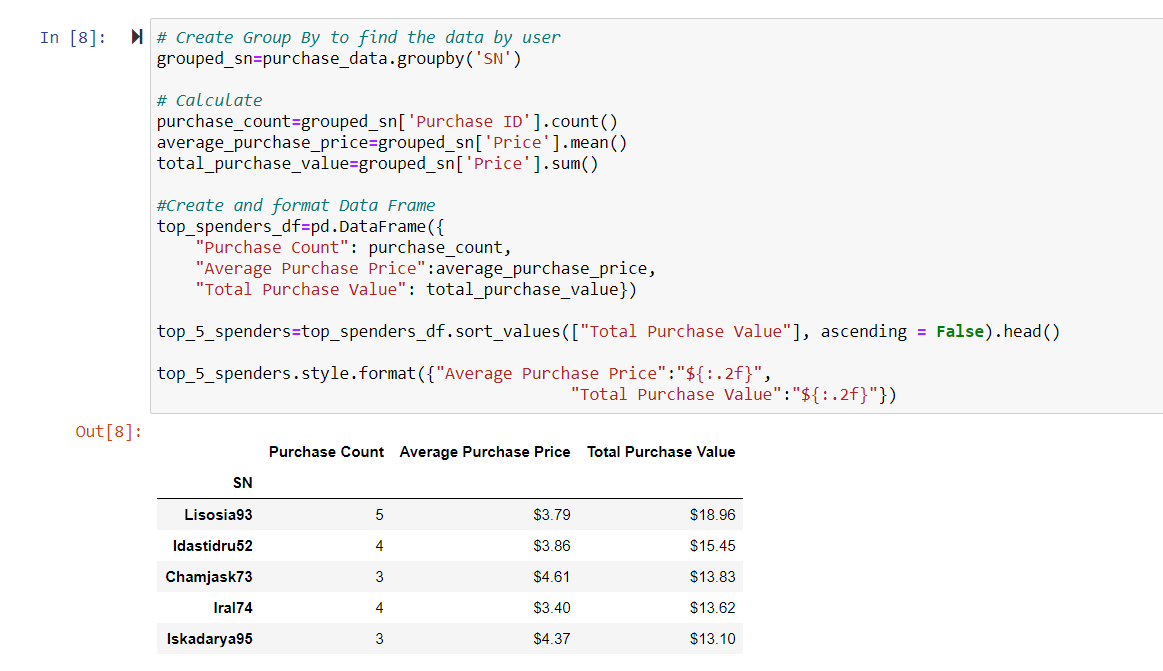 In [8]:
# Create Group By to find the data by user
grouped_sn=purchase_data.groupby('SN')
# Calculate
purchase_count=grouped_sn['Purchase ID'].count()
average_purchase_price=grouped_sn['Price'].mean()
total_purchase_value=grouped_sn['Price'].sum()
#Create and format Data Frame
top_spenders_df=pd.DataFrame({
    "Purchase Count": purchase_count,
    "Average Purchase Price":average_purchase_price,
    "Total Purchase Value": total_purchase_value})
top_5_spenders=top_spenders_df.sort_values(["Total Purchase Value"], ascending = False).head()
top_5_spenders.style.format({"Average Purchase Price":"${:.2f}",
                                           "Total Purchase Value":"${:.2f}"})
Out[8]:
Purchase Count Average Purchase Price Total Purchase Value
SN
Lisosia93 5 $3.79 $18.96
Idastidru52 4 $3.86 $15.45
Chamjask73 3 $4.61 $13.83
Iral74 4 $3.40 $13.62
Iskadarya95 3 $4.37 $13.10